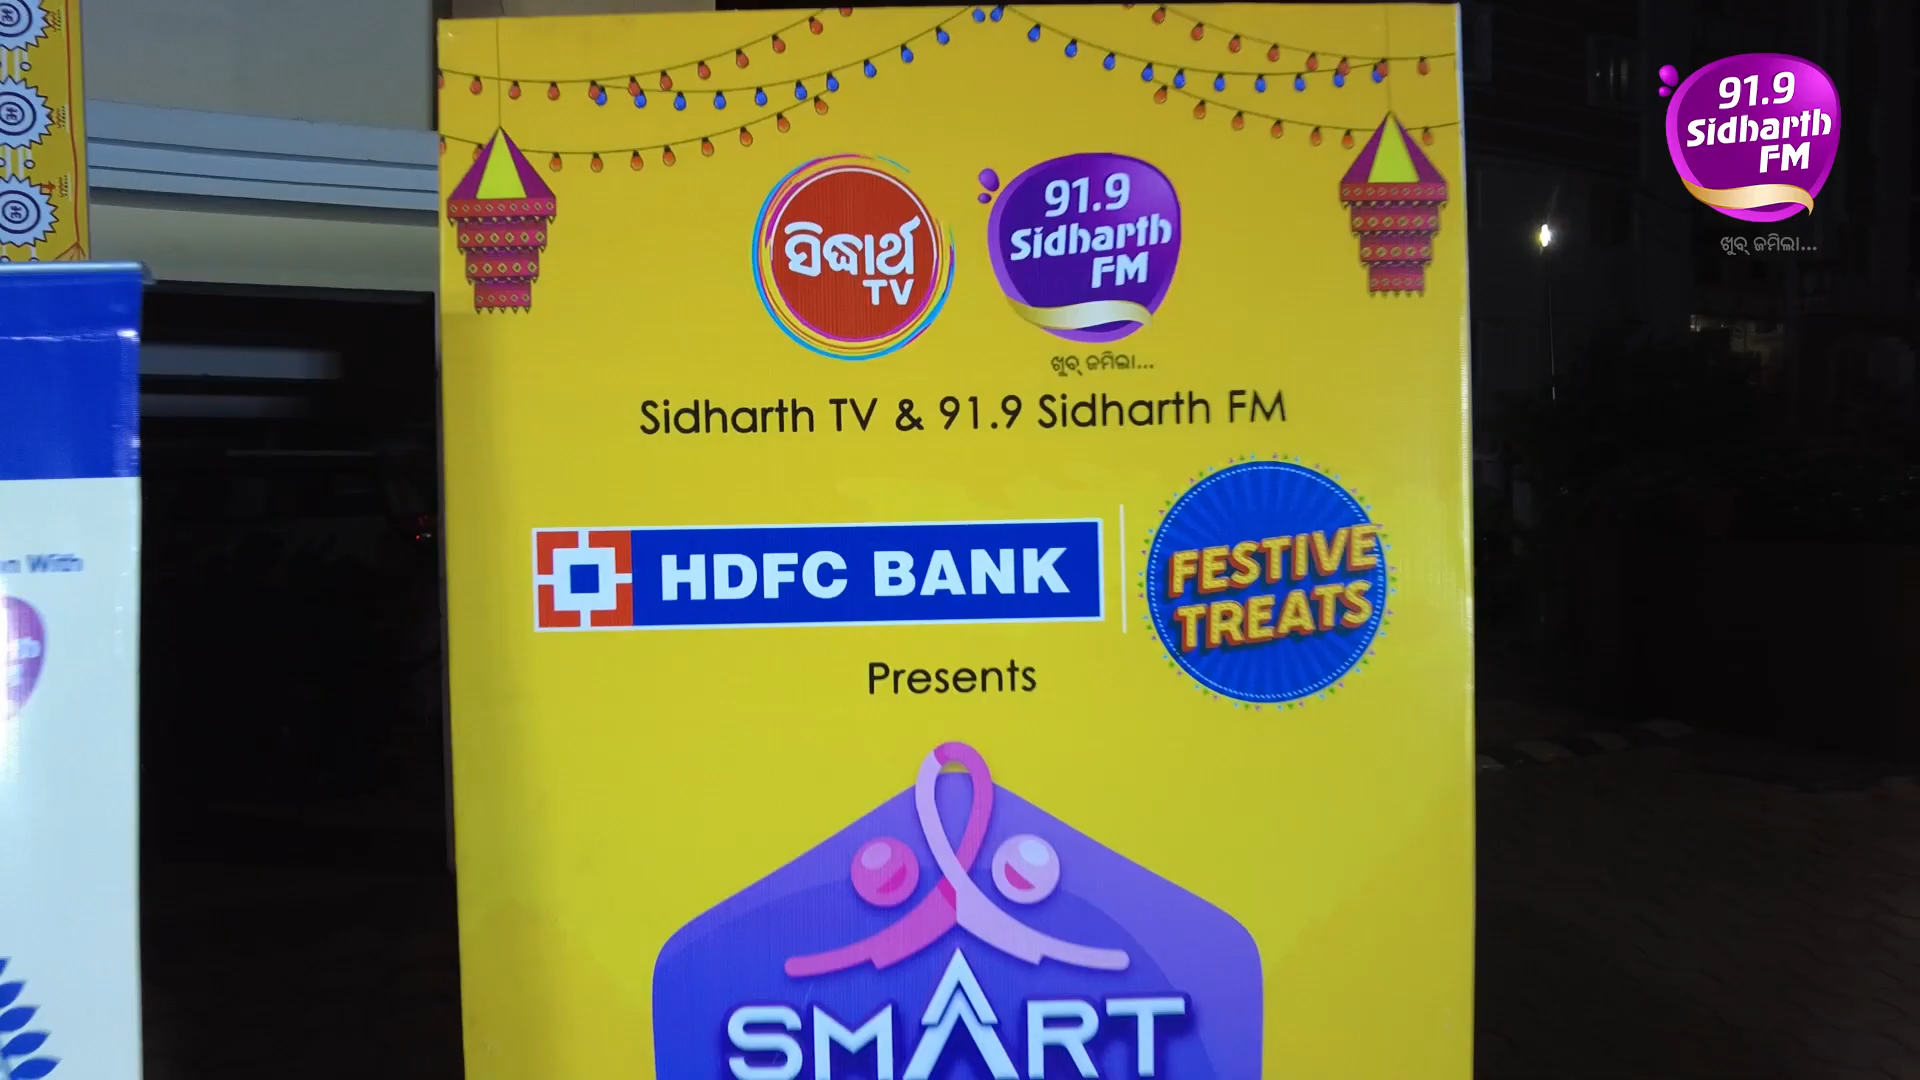 91.9
Sidharth
FM
ଖୁବ୍ ଜମିଲା...
ସିଦ୍ଧାର୍ଥ
TV
91.9
Sidharth
FM
ଖୁବ୍ ଜମିଲା...
Sidharth TV & 91.9 Sidharth FM
HDFC BANK
FESTIVE
TREATS
Presents
With
SMART